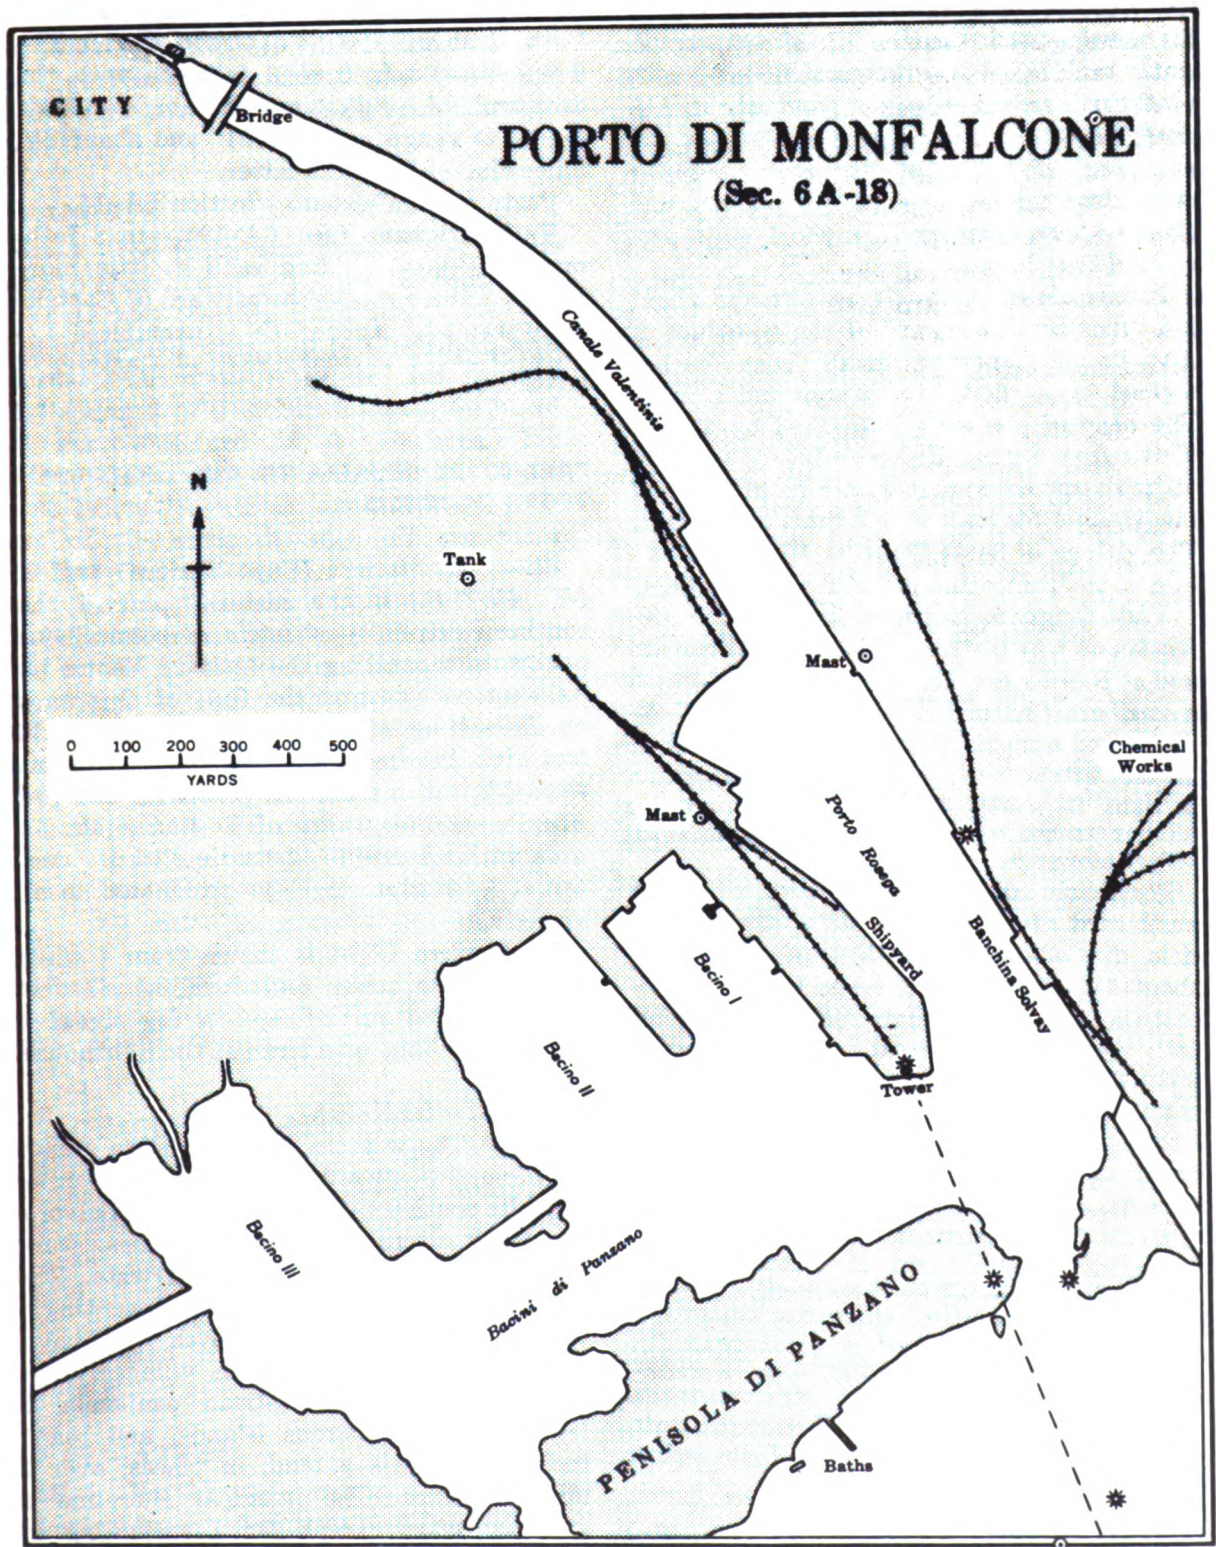 CITY
Bridge
PORTO DI MONFALCONE
(Sec. 6A-18)
Canale Valentinis
N
Tank
Mast
0 100 200 300 400 500
YARDS
Chemical
Works
Mast
Porto Rosega
Shipyard
Banchina Solvay
Becino I
Becino II
Tower
Becino III
Bacini di Panzano
PENISOLA DI PANZANO
Baths